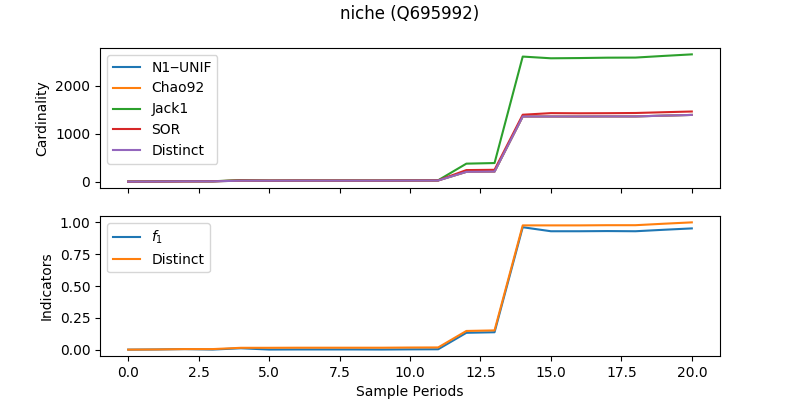 niche (Q695992)
Cardinality
2000
1000
0
N1−UNIF
Chao92
Jack1
SOR
Distinct
Indicators
1.00
0.75
0.50
0.25
0.00
f1
Distinct
0.0 2.5 5.0 7.5 10.0 12.5 15.0 17.5 20.0
Sample Periods